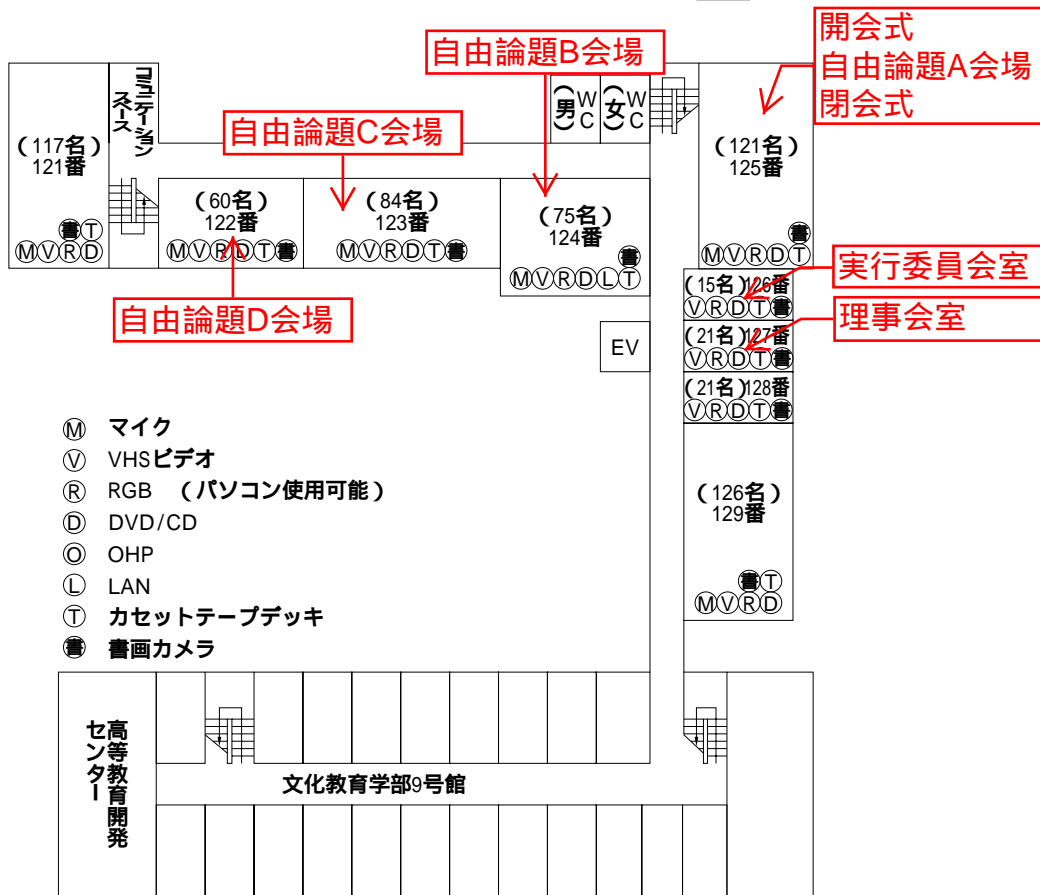 開会式
自由論題A会場
閉会式
自由論題B会場
自由論題C会場
自由論題D会場
実行委員会室
理事会室
(117名)
121番
書T
MVRD
コミュニケーション
スペース
(60名)
122番
MVRDT書
(84名)
123番
MVRDT書
(75名)
124番
書
MVRDLT
WC
(男)
WC
(女)
(121名)
125番
書
MVRDT
(15名)126番
VRDT書
(21名)127番
VRDT書
(21名)128番
VRDT書
(126名)
129番
書T
MVRD
EV
M マイク
V VHSビデオ
R RGB (パソコン使用可能)
D DVD/CD
O OHP
L LAN
T カセットテープデッキ
書 書画カメラ
高等教育開発
センター
文化教育学部9号館